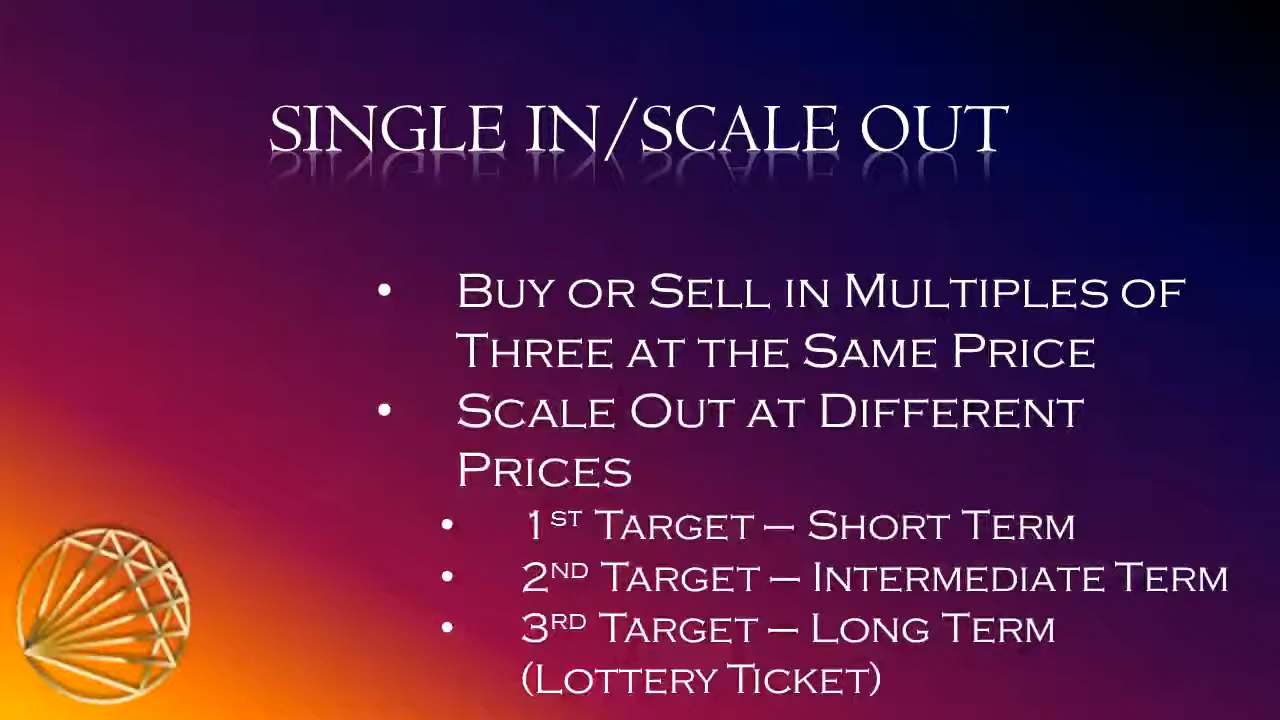 SINGLE IN/SCALE OUT
• BUY OR SELL IN MULTIPLES OF
THREE AT THE SAME PRICE
• SCALE OUT AT DIFFERENT
PRICES
• 1ST TARGET – SHORT TERM
• 2ND TARGET – INTERMEDIATE TERM
• 3RD TARGET – LONG TERM
(LOTTERY TICKET)